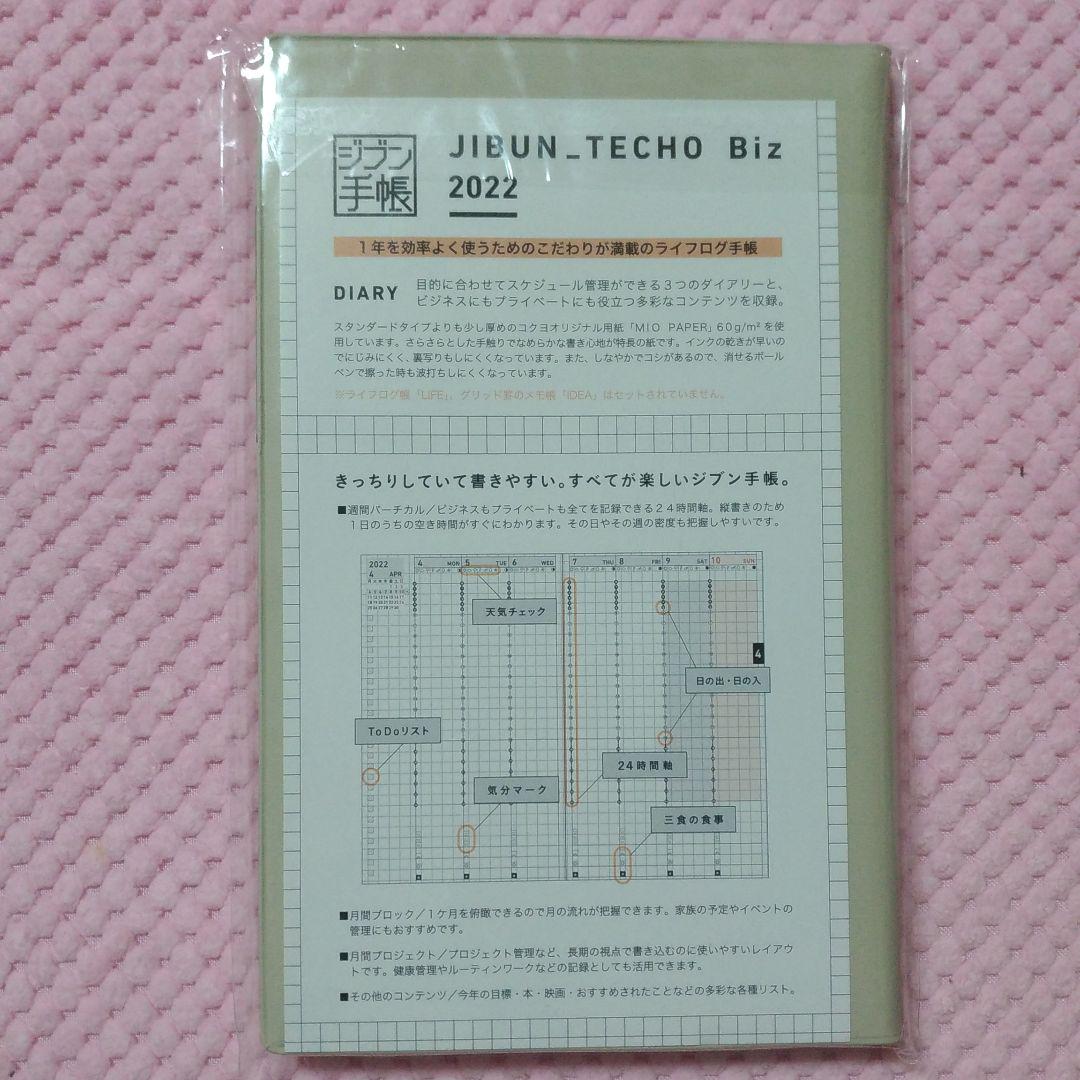 ジブン
手帳
JIBUN_TECHO Biz
2022
1年を効率よく使うためのこだわりが満載のライフログ手帳
DIARY
目的に合わせてスケジュール管理ができる3つのダイアリーと、
ビジネスにもプライベートにも役立つ多彩なコンテンツを収録。
スタンダードタイプよりも少し厚めのコクヨオリジナル用紙「MIO PAPER」60g/m²を使
用しています。さらさらとした手触りでなめらかな書き心地が特長の紙です。インクの乾きが早いの
でにじみにくく、裏写りもしにくくなっています。また、しなやかでコシがあるので、消せるボール
ペンで擦った時も波打ちしにくくなっています。
※ライフログ帳「LIFE」、グリッド罫のメモ帳「IDEA」はセットされていません。
きっちりしていて書きやすい。すべてが楽しいジブン手帳。
■週間バーチカル/ビジネスもプライベートも全てを記録できる24時間軸。縦書きのため
1日のうちの空き時間がすぐにわかります。その日やその週の密度も把握しやすいです。
2022
4 APR
4 MON 5 TUE 6 WED 7 THU 8 FRI 9 SAT 10 SUN
天気チェック
4
日の出・日の入
ToDoリスト
24時間軸
気分マーク
三食の食事
■月間ブロック/1ケ月を俯瞰できるので月の流れが把握できます。家族の予定やイベントの
管理にもおすすめです。
■月間プロジェクト/プロジェクト管理など、長期の視点で書き込むのに使いやすいレイアウ
トです。健康管理やルーティンワークなどの記録としても活用できます。
■その他のコンテンツ/今年の目標・本・映画・おすすめされたことなどの多彩な各種リスト。